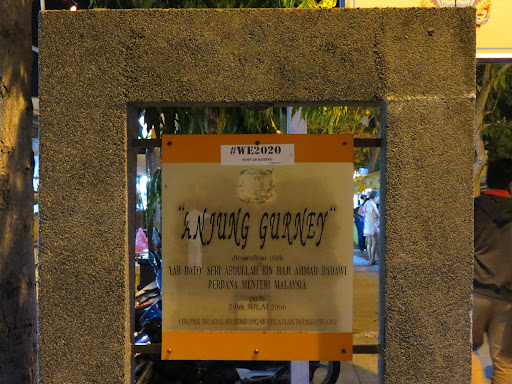 #WE2020
"ANJUNG GURNEY"
dirasmikan oleh
YAB DATO' SERI ABDULLAH BIN HAJI AHMAD BADAWI
PERDANA MENTERI MALAYSIA
pada
29hb JULAI 2006